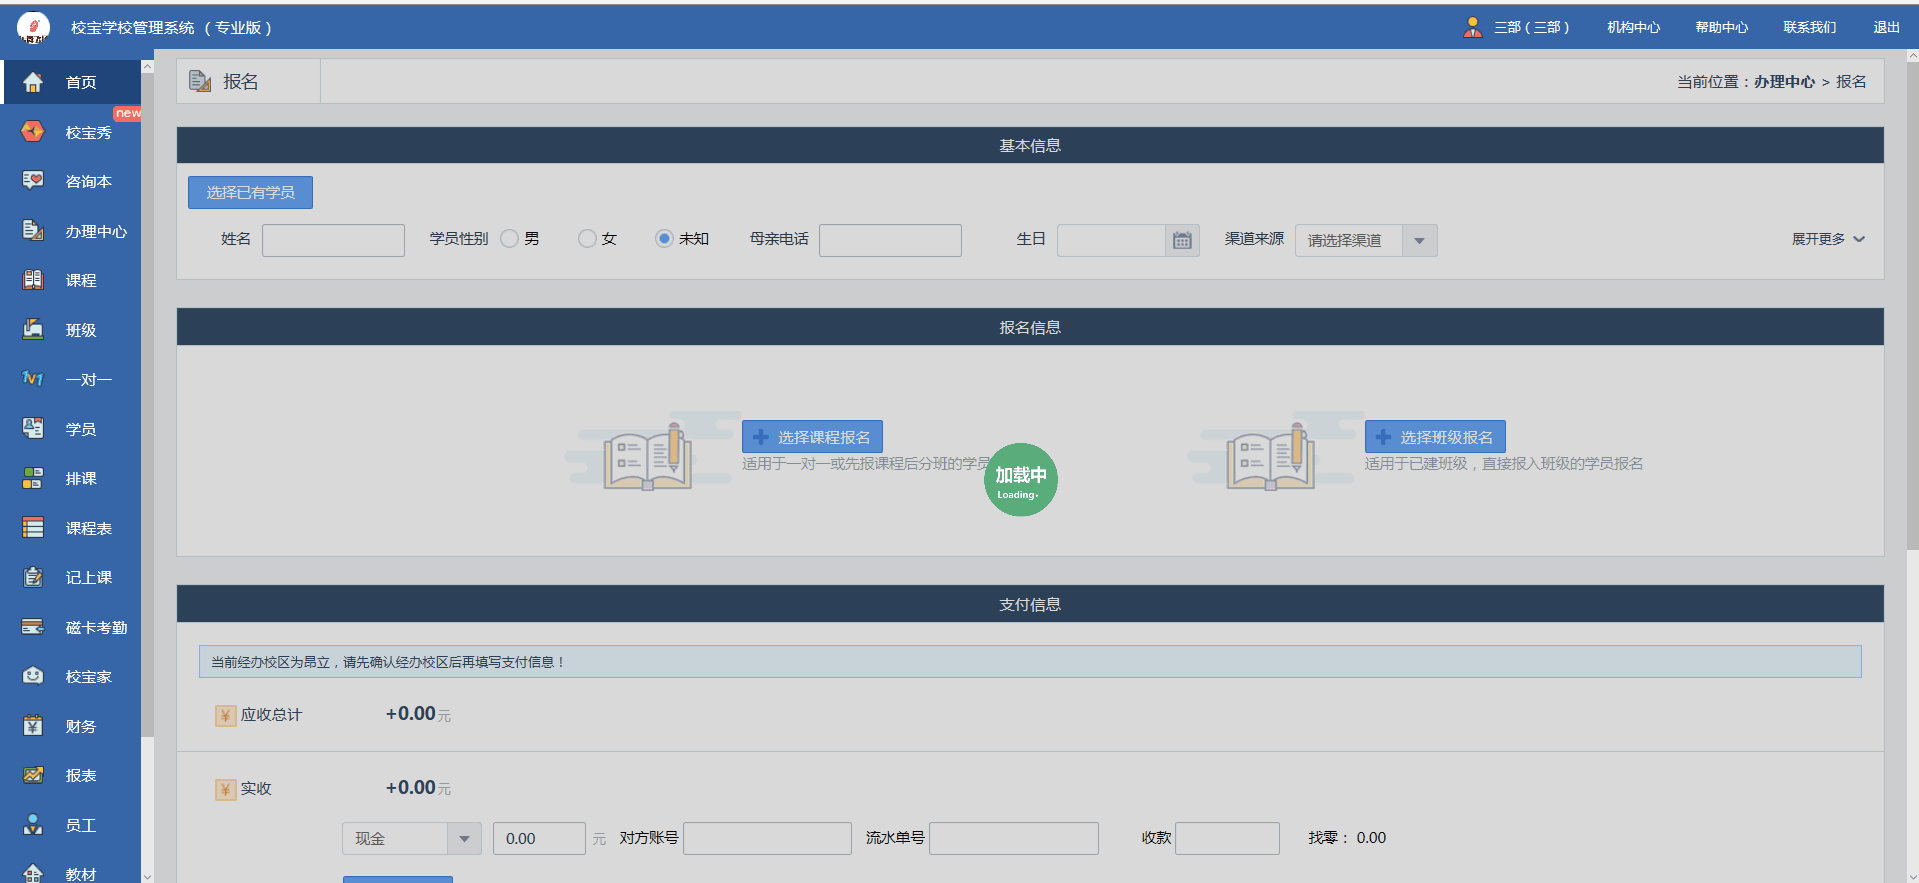 校宝学校管理系统 （专业版）
三部（三部） 机构中心 帮助中心 联系我们 退出
首页
new
校宝秀
咨询本
办理中心
课程
班级
1V1 一对一
学员
排课
课程表
记上课
磁卡考勤
校宝家
财务
报表
员工
教材
报名
当前位置：办理中心 > 报名
基本信息
选择已有学员
姓名 学员性别 男 女 未知 母亲电话 生日 渠道来源 请选择渠道 展开更多
报名信息
选择课程报名
适用于一对一或先报课程后分班的学员
加载中
Loading.
选择班级报名
适用于已建班级，直接报入班级的学员报名
支付信息
当前经办校区为昂立，请先确认经办校区后再填写支付信息！
¥ 应收总计 +0.00元
¥ 实收 +0.00元
现金 0.00 元 对方账号 流水单号 收款 找零： 0.00